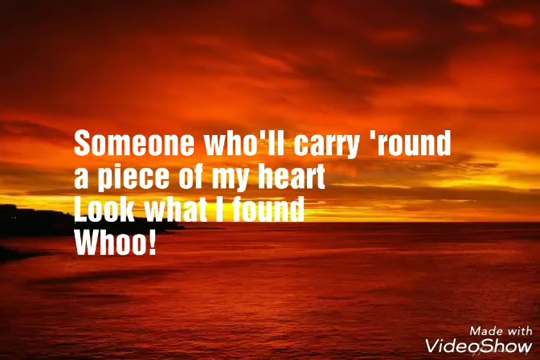 Someone who'll carry 'round
a piece of my heart
Look what I found
Whoo!
Made with
VideoShow